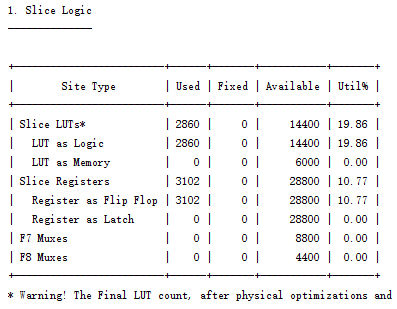 1. Slice Logic
--------------
+----------------------------+------+-------+-----------+-------+
| Site Type | Used | Fixed | Available | Util% |
+----------------------------+------+-------+-----------+-------+
| Slice LUTs* | 2860 | 0 | 14400 | 19.86 |
| LUT as Logic | 2860 | 0 | 14400 | 19.86 |
| LUT as Memory | 0 | 0 | 6000 | 0.00 |
| Slice Registers | 3102 | 0 | 28800 | 10.77 |
| Register as Flip Flop | 3102 | 0 | 28800 | 10.77 |
| Register as Latch | 0 | 0 | 28800 | 0.00 |
| F7 Muxes | 0 | 0 | 8800 | 0.00 |
| F8 Muxes | 0 | 0 | 4400 | 0.00 |
+----------------------------+------+-------+-----------+-------+
* Warning! The Final LUT count, after physical optimizations and